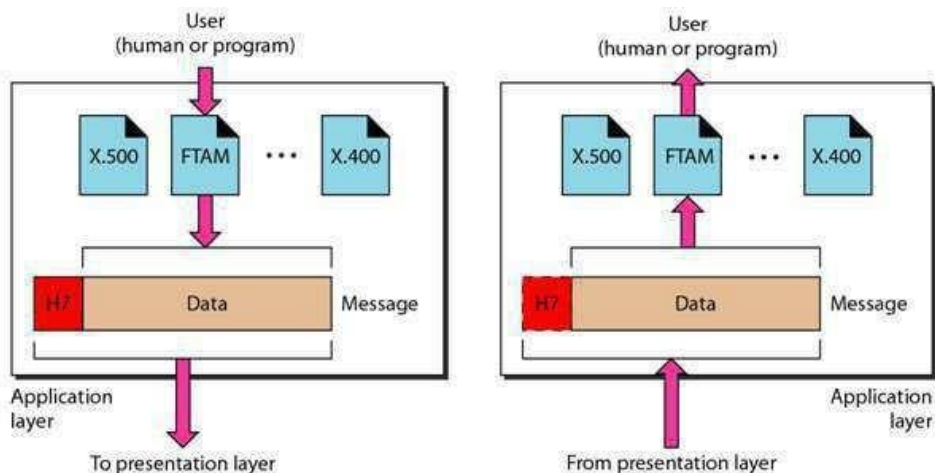 User
(human or program)
X.500
FTAM
...
X.400
H7
Data
Message
Application
layer
To presentation layer
User
(human or program)
X.500
FTAM
...
X.400
H7
Data
Message
Application
layer
From presentation layer